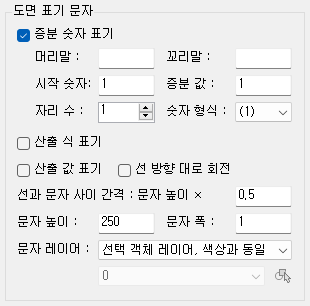 도면 표기 문자
증분 숫자 표기
머리말 : 꼬리말 :
시작 숫자: 1 증분 값 : 1
자리 수 : 1 숫자 형식 : (1)
산출 식 표기
산출 값 표기 선 방향 대로 회전
선과 문자 사이 간격 : 문자 높이 × 0,5
문자 높이 : 250 문자 폭 : 1
문자 레이어 : 선택 객체 레이어, 색상과 동일
0